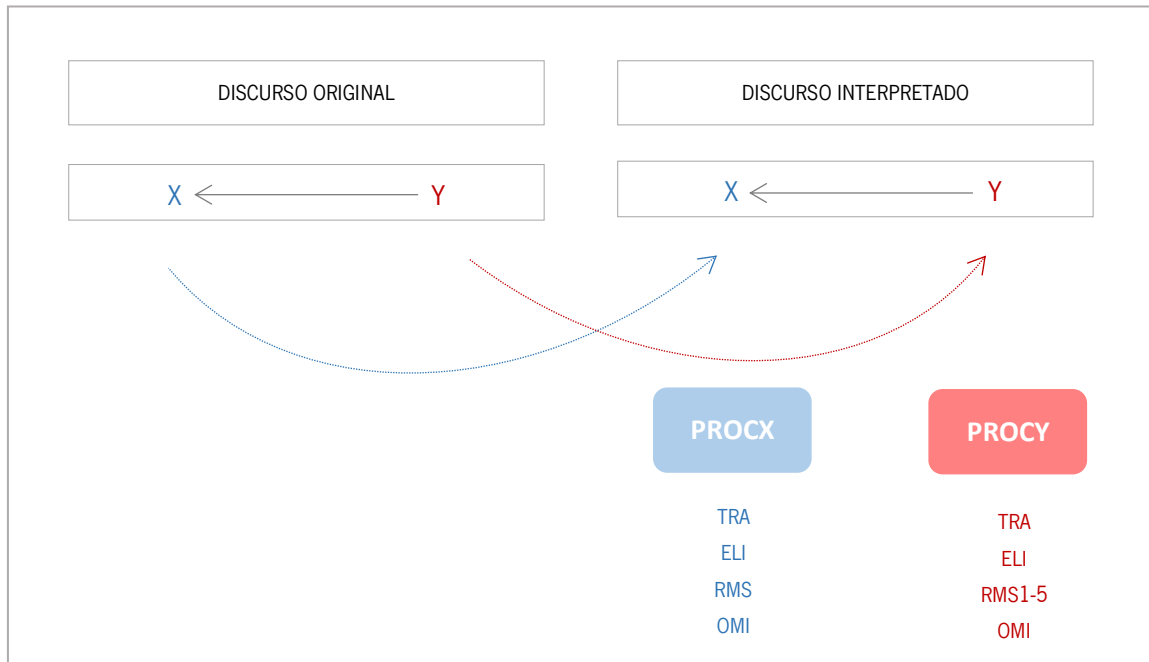 DISCURSO ORIGINAL
DISCURSO INTERPRETADO
X Y
X Y
PROCX
PROCY
TRA
ELI
RMS
OMI
TRA
ELI
RMS1-5
OMI